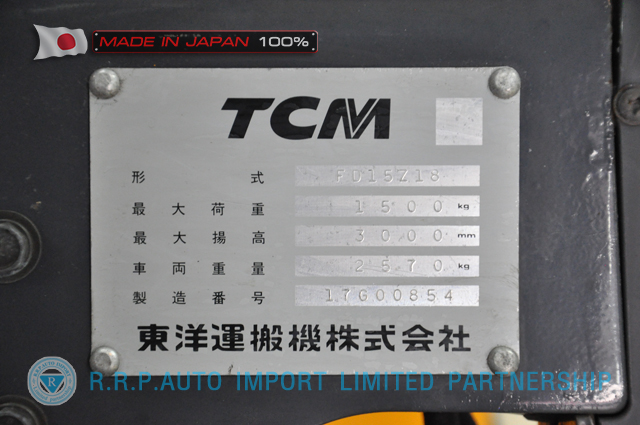 MADE IN JAPAN 100%
TCM
形 式 FD15Z18
最大荷重 1500 kg
最大揚高 3000 mm
車両重量 2570 kg
製造番号 17G00854
東洋運搬機株式会社
R.R.P.AUTO IMPORT LIMITED PARTNERSHIP